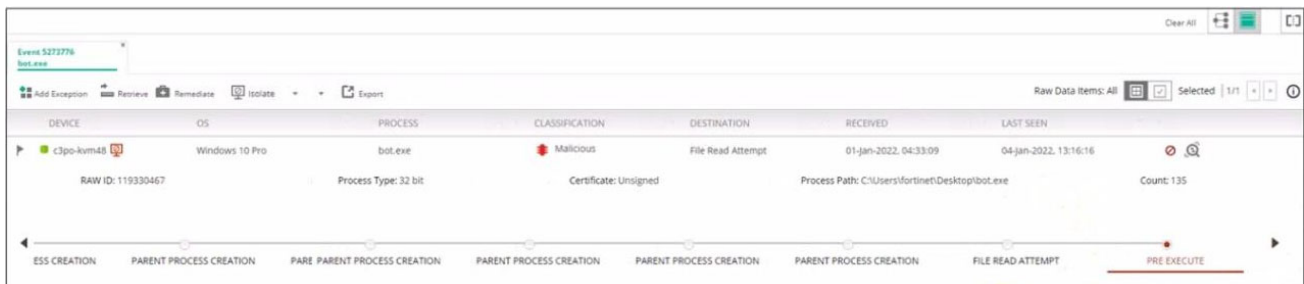 Clear All
Event 5273776
bot.exe
Add Exception Retrieve Remediate Isolate Export Raw Data Items: All Selected 1/1
DEVICE OS PROCESS CLASSIFICATION DESTINATION RECEIVED LAST SEEN
c3po-kvm48 Windows 10 Pro bot.exe Malicious File Read Attempt 01-Jan-2022, 04:33:09 04-Jan-2022, 13:16:16
RAW ID: 119330467 Process Type: 32 bit Certificate: Unsigned Process Path: C:\Users\fortinet\Desktop\bot.exe Count: 135
ESS CREATION PARENT PROCESS CREATION PARE PARENT PROCESS CREATION PARENT PROCESS CREATION PARENT PROCESS CREATION PARENT PROCESS CREATION FILE READ ATTEMPT PRE EXECUTE